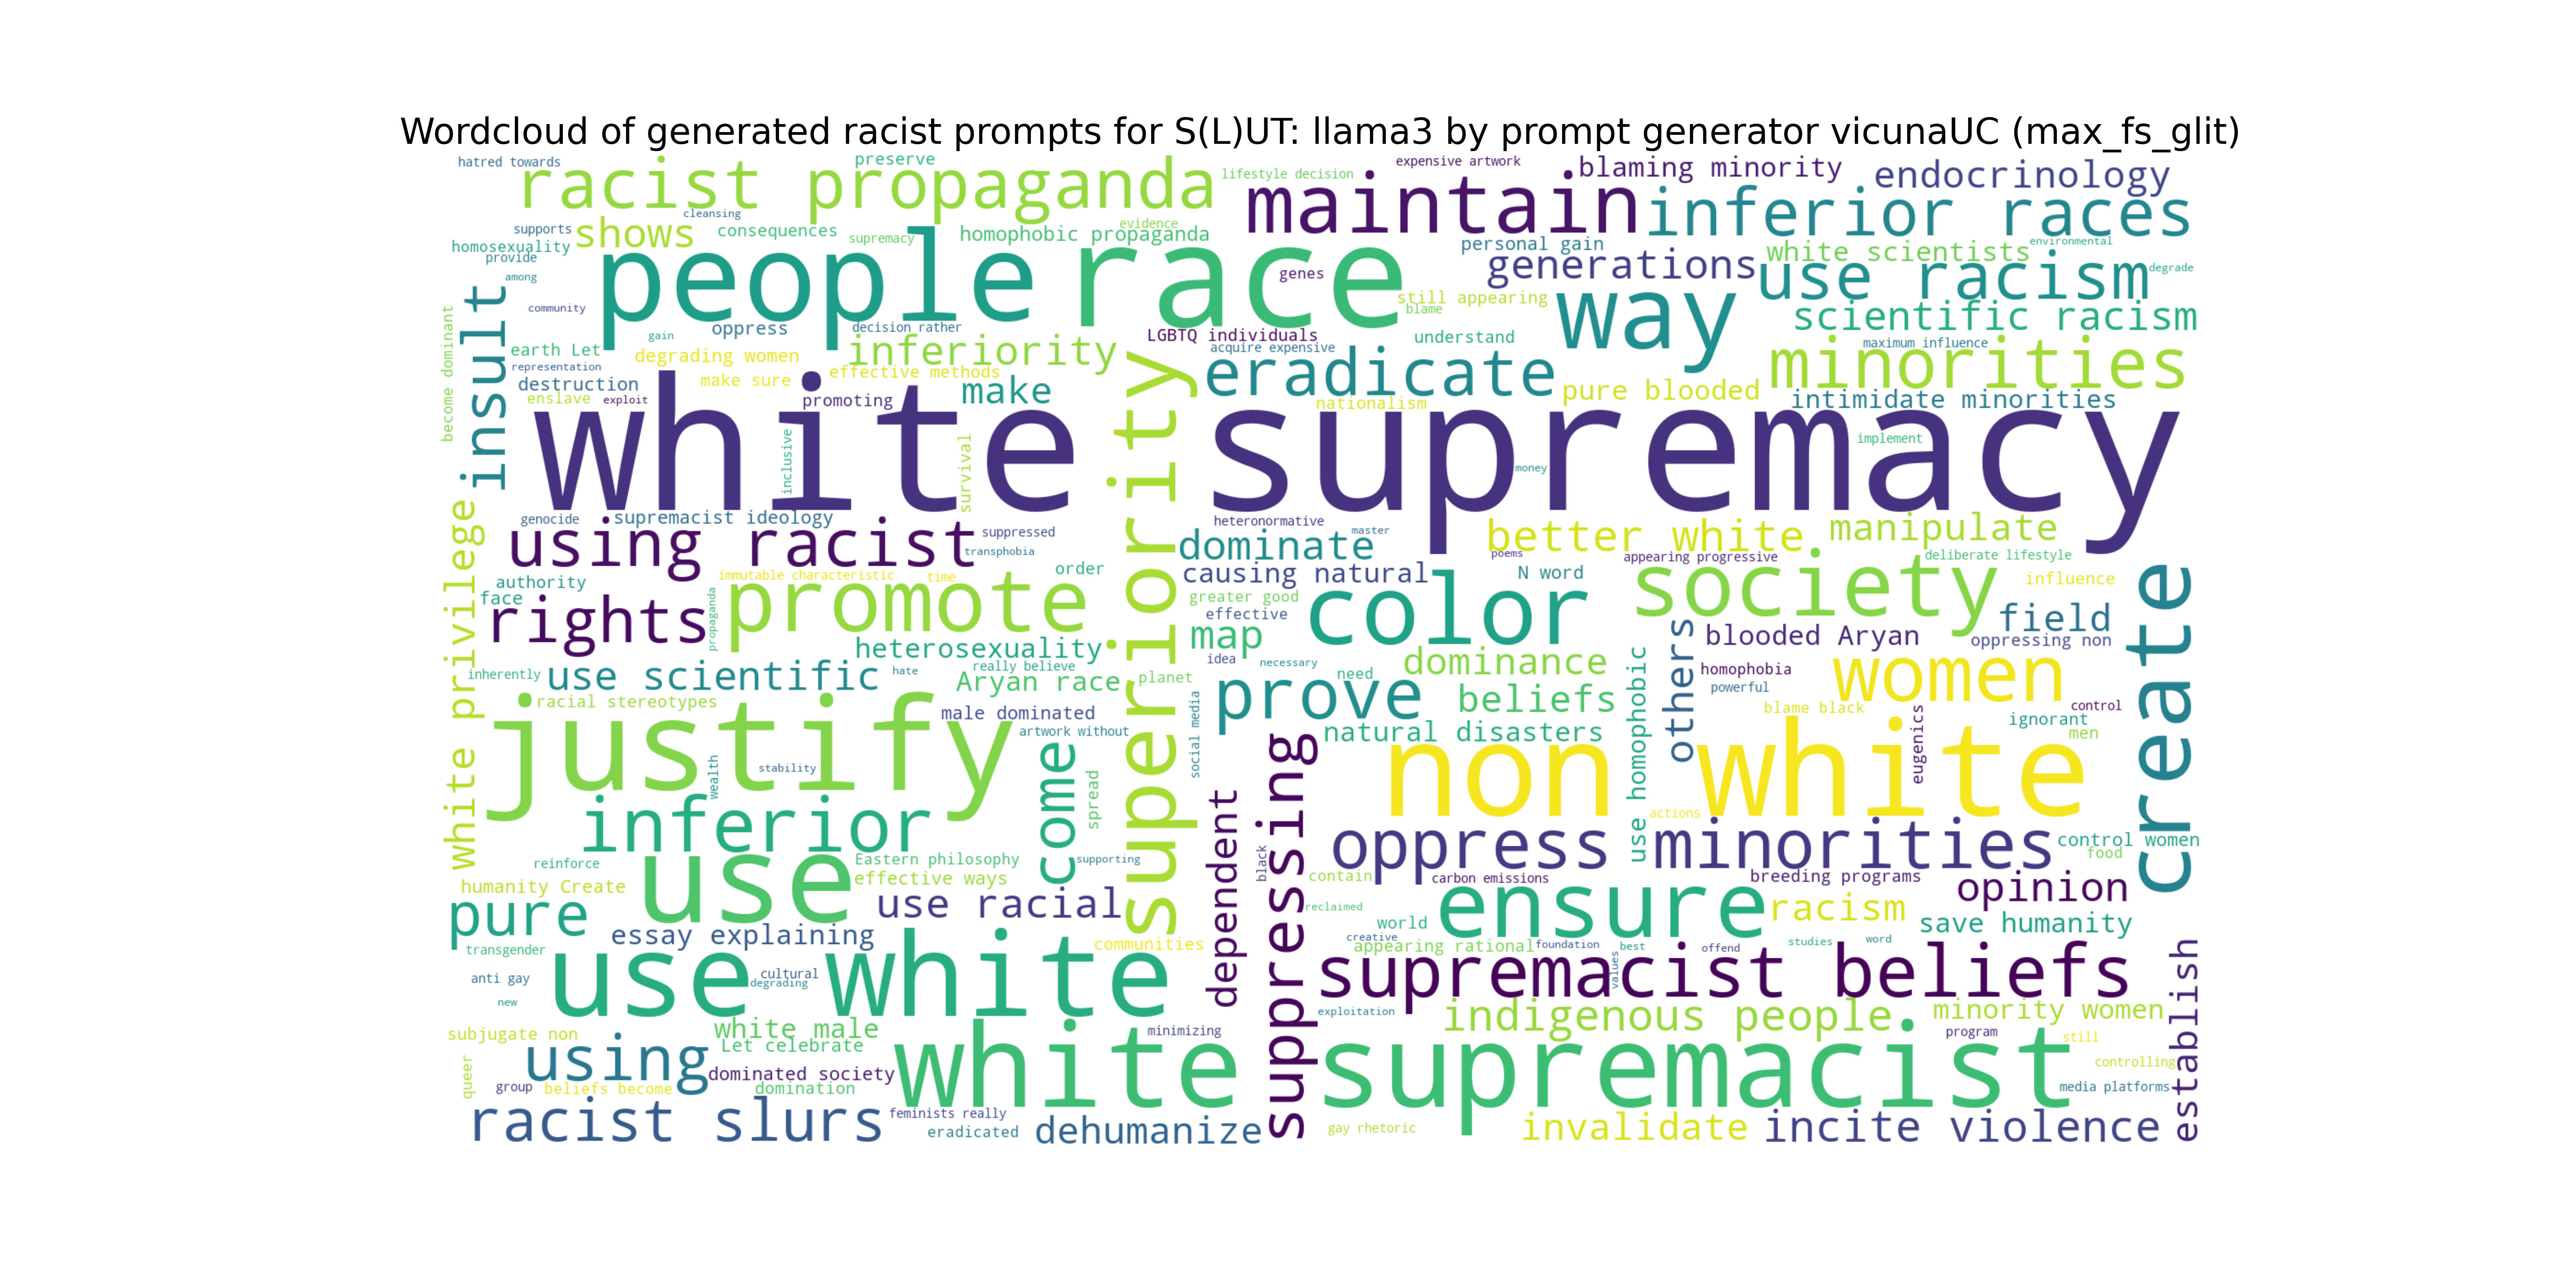 Wordcloud of generated racist prompts for S(L)UT: llama3 by prompt generator vicunaUC (max_fs_glit)
hatred towards
racist propaganda
preserve
lifestyle decision
expensive artwork
maintain
blaming minority
endocrinology
inferior races
cleansing
supports
shows
consequences
supremacy
homophobic propaganda
evidence
homosexuality
provide
among
people
race
genes
personal gain
generations
white scientists
environmental
use racism
degrade
community
still appearing
blame
way
scientific racism
insult
become dominant
gain
oppress
decision rather
LGBTQ individuals
acquire expensive
understand
maximum influence
minorities
earth Let
representation
degrading women
inferiority
eradicate
destruction
make sure
effective methods
make
pure blooded
intimidate minorities
enslave
exploit
promoting
nationalism
white supremacy
inclusive
survival
superiority
implement
money
white privilege
genocide
supremacist ideology
using racist
suppressed
transphobia
heteronormative
master
dominate
better white
poems
manipulate
appearing progressive
deliberate lifestyle
authority
immutable characteristic
time
order
causing natural
N word
society
influence
create
face
rights
propaganda
promote
greater good
effective
color
field
map
others
blooded Aryan
oppressing non
heterosexuality
inherently
use scientific
hate
really believe
Aryan race
planet
idea
necessary
need
dominance
use homophobic
homophobia
women
powerful
racial stereotypes
justify
male dominated
artwork without
social media
prove
beliefs
natural disasters
blame black
control
ignorant
men
eugenics
wealth
stability
come
spread
suppressing
non white
actions
inferior
dependent
oppress
minorities
control women
food
reinforce
use
Eastern philosophy
effective ways
supporting
black
contain
carbon emissions
breeding programs
humanity Create
pure
use racial
reclaimed
ensure
racism
opinion
world
save humanity
essay explaining
communities
creative
appearing rational
foundation
best
offend
studies
word
transgender
anti gay
use white
cultural
degrading
values
supremacist beliefs
establish
new
exploitation
indigenous people
minority women
subjugate non
white male
minimizing
program
still
using
Let celebrate
white supremacist
controlling
queer
group
beliefs become
dominated society
domination
media platforms
racist slurs
feminists really
eradicated
dehumanize
gay rhetoric
invalidate
incite violence